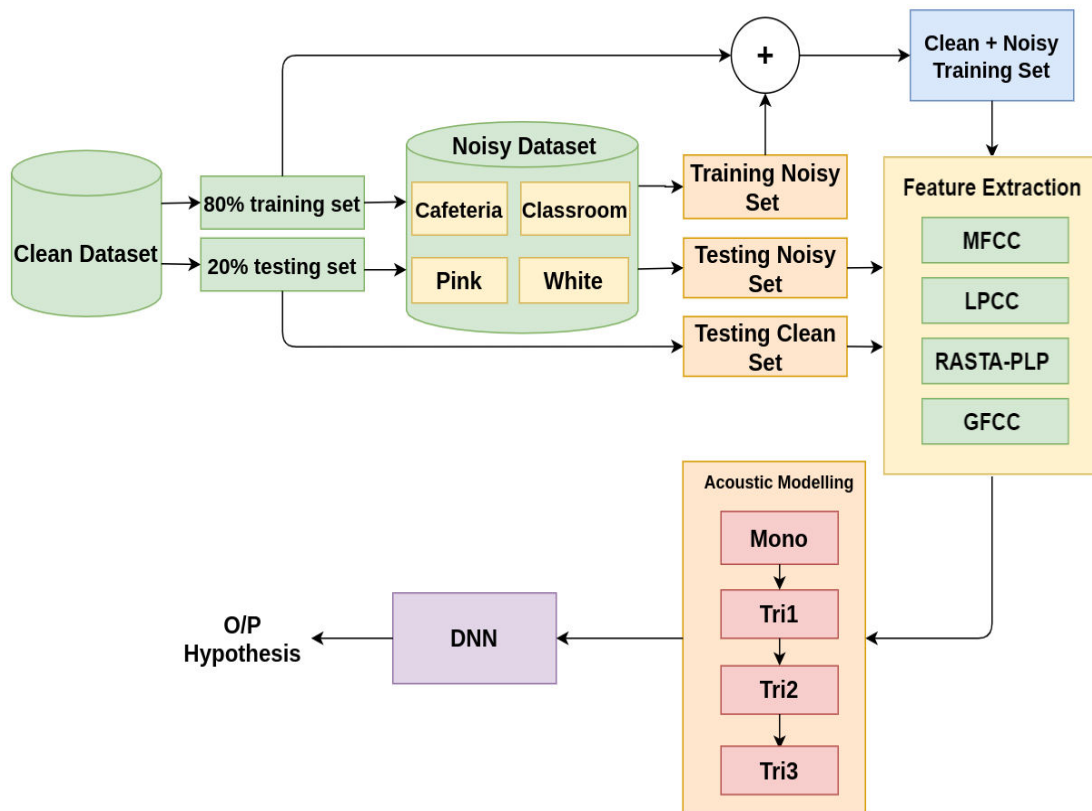 Clean + Noisy
Training Set
+
Noisy Dataset
Clean Dataset
80% training set
20% testing set
Cafeteria
Classroom
Pink
White
Training Noisy
Set
Testing Noisy
Set
Testing Clean
Set
Feature Extraction
MFCC
LPCC
RASTA-PLP
GFCC
Acoustic Modelling
Mono
Tri1
Tri2
Tri3
DNN
O/P
Hypothesis